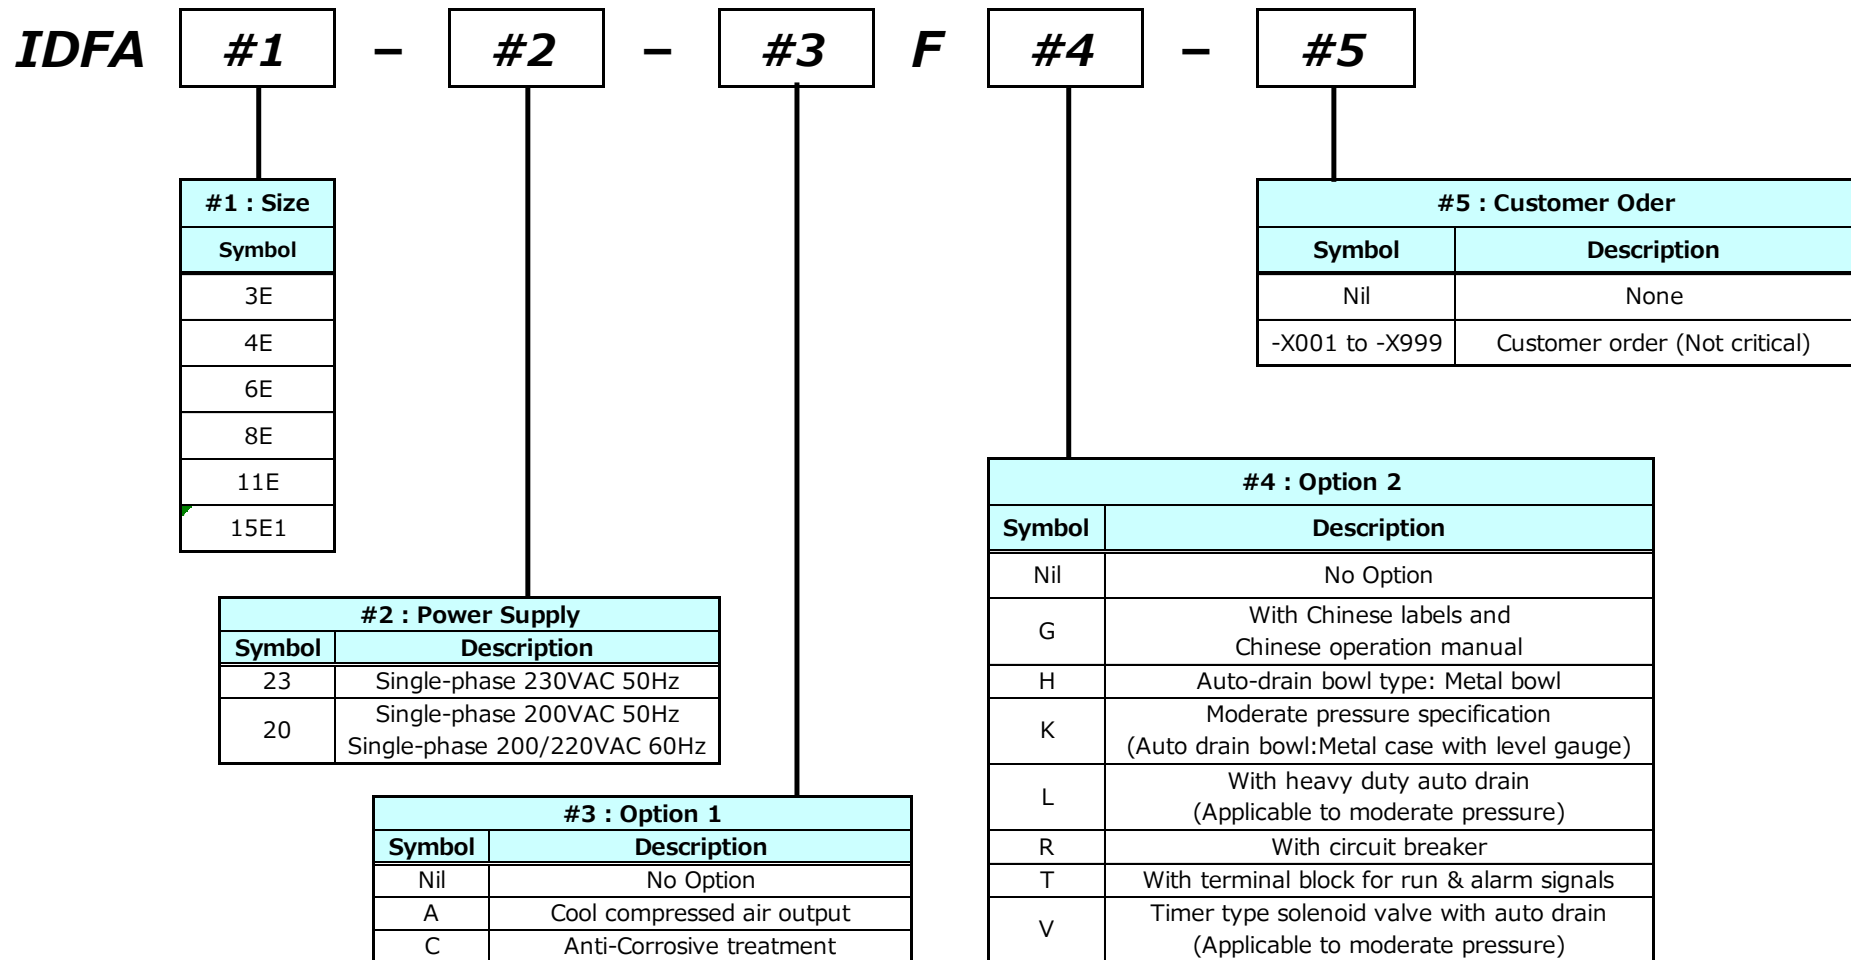 IDFA #1 – #2 – #3 F #4 – #5
#1 : Size
Symbol
3E
4E
6E
8E
11E
15E1
#5 : Customer Oder
Symbol Description
Nil None
-X001 to -X999 Customer order (Not critical)
#2 : Power Supply
Symbol Description
23 Single-phase 230VAC 50Hz
20 Single-phase 200VAC 50Hz
Single-phase 200/220VAC 60Hz
#3 : Option 1
Symbol Description
Nil No Option
A Cool compressed air output
C Anti-Corrosive treatment
#4 : Option 2
Symbol Description
Nil No Option
G With Chinese labels and
Chinese operation manual
H Auto-drain bowl type: Metal bowl
K Moderate pressure specification
(Auto drain bowl:Metal case with level gauge)
L With heavy duty auto drain
(Applicable to moderate pressure)
R With circuit breaker
T With terminal block for run & alarm signals
V Timer type solenoid valve with auto drain
(Applicable to moderate pressure)